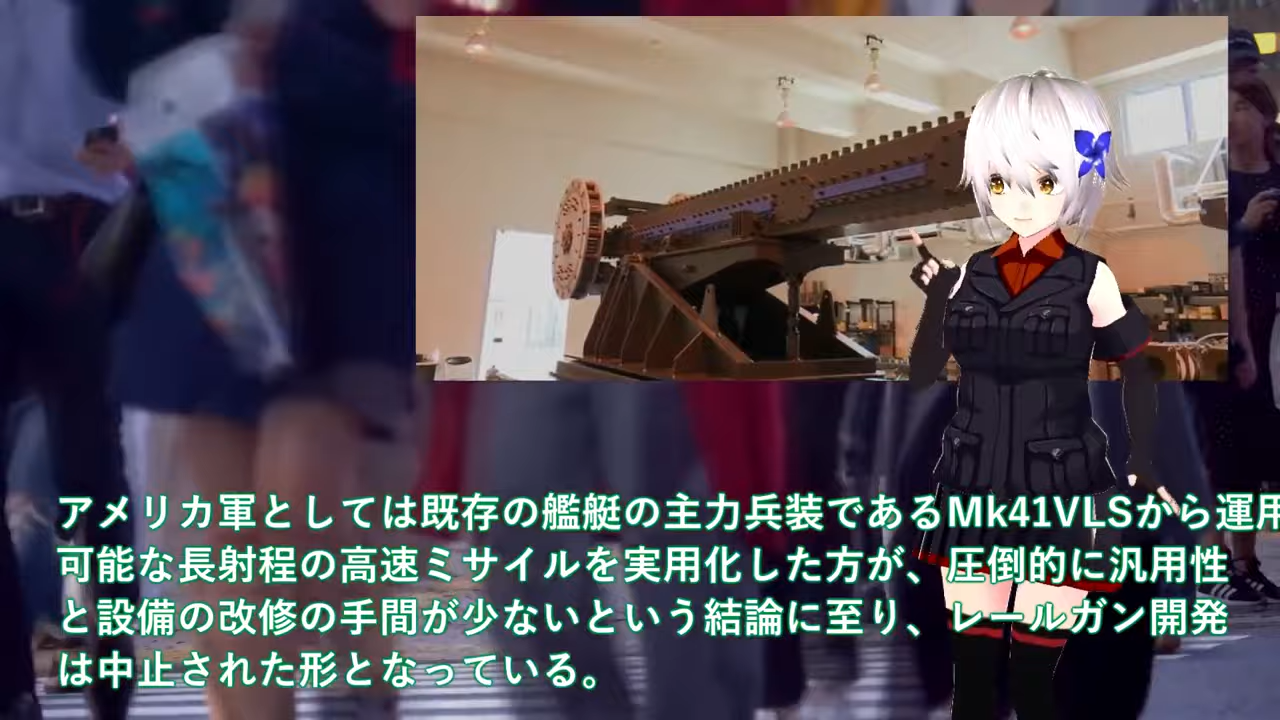 アメリカ軍としては既存の艦艇の主力兵装であるMk41VLSから運用
可能な長射程の高速ミサイルを実用化した方が、圧倒的に汎用性
と設備の改修の手間が少ないという結論に至り、レールガン開発
は中止された形となっている。